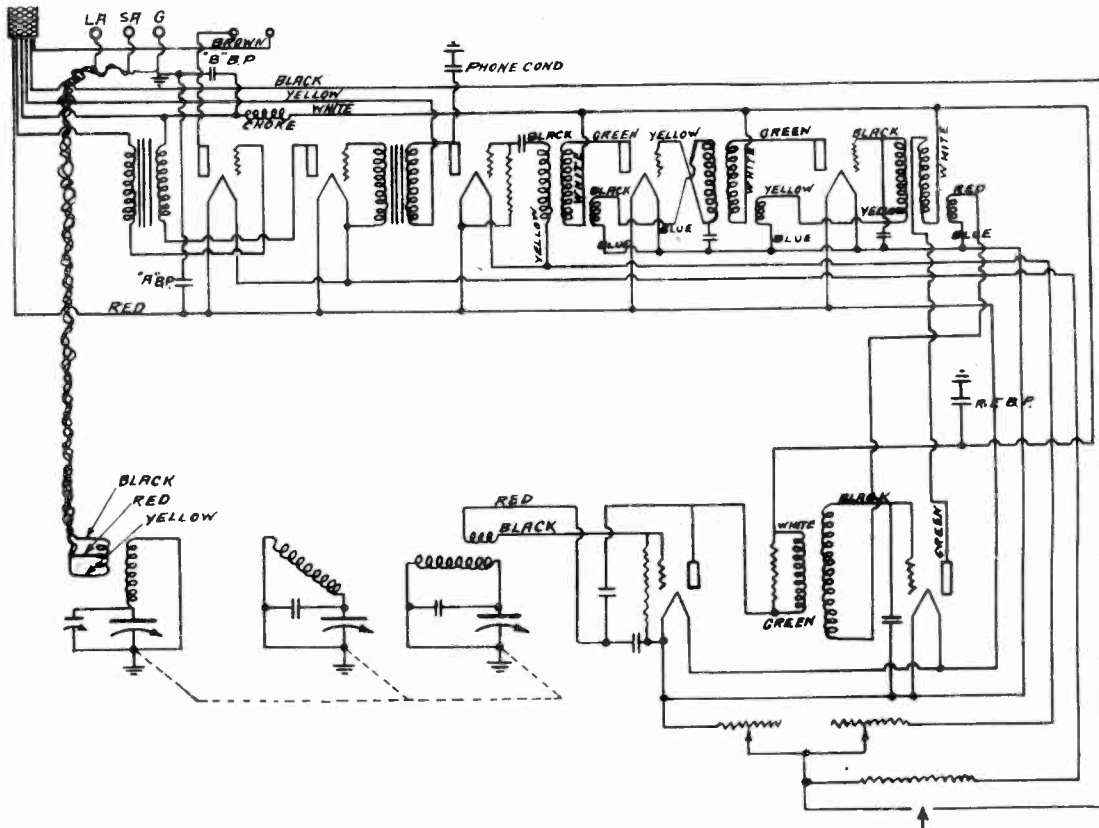 LA SA G
BROWN
"B" B.P
BLACK
YELLOW
WHITE
CHOKE
PHONE COND
BLACK
GREEN
YELLOW
GREEN
BLACK
WHITE
WHITE
WHITE
BLACK
YELLOW
RED
YELLOW
BLUE
BLUE
BLUE
YELLOW
BLUE
"A" B.P.
RED
R.F. B.P.
BLACK
RED
YELLOW
RED
BLACK
WHITE
GREEN
BLACK
GREEN